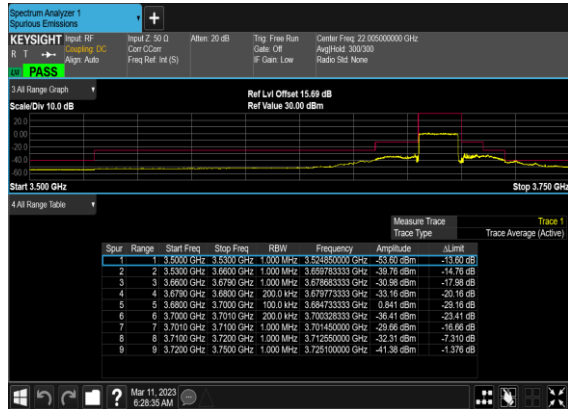 Spectrum Analyzer 1
Spurious Emissions
+
KEYSIGHT Input: RF Input Z: 50 Ω Atten: 20 dB Trig: Free Run Center Freq: 22.005000000 GHz
R T Coupling: DC Corr CCorr Gate: Off Avg|Hold: 300/300
Align: Auto Freq Ref: Int (S) IF Gain: Low Radio Std: None
PASS
3 All Range Graph
Ref Lvl Offset 15.69 dB
Scale/Div 10.0 dB Ref Value 30.00 dBm
20.0
0.00
-20.0
-40.0
-60.0
Start 3.500 GHz Stop 3.750 GHz
4 All Range Table
Measure Trace Trace 1
Trace Type Trace Average (Active)
Spur Range Start Freq Stop Freq RBW Frequency Amplitude ΔLimit
1 1 3.5000 GHz 3.5300 GHz 1.000 MHz 3.524850000 GHz -53.60 dBm -13.60 dB
2 2 3.5300 GHz 3.6600 GHz 1.000 MHz 3.659783333 GHz -39.76 dBm -14.76 dB
3 3 3.6600 GHz 3.6790 GHz 1.000 MHz 3.678683333 GHz -30.98 dBm -17.98 dB
4 4 3.6790 GHz 3.6800 GHz 200.0 kHz 3.679773333 GHz -33.16 dBm -20.16 dB
5 5 3.6800 GHz 3.7000 GHz 100.0 kHz 3.684733333 GHz 0.841 dBm -29.16 dB
6 6 3.7000 GHz 3.7010 GHz 200.0 kHz 3.700328333 GHz -36.41 dBm -23.41 dB
7 7 3.7010 GHz 3.7100 GHz 1.000 MHz 3.701450000 GHz -29.66 dBm -16.66 dB
8 8 3.7100 GHz 3.7200 GHz 1.000 MHz 3.712550000 GHz -32.31 dBm -7.310 dB
9 9 3.7200 GHz 3.7500 GHz 1.000 MHz 3.725100000 GHz -41.38 dBm -1.376 dB
? Mar 11, 2023
6:28:35 AM